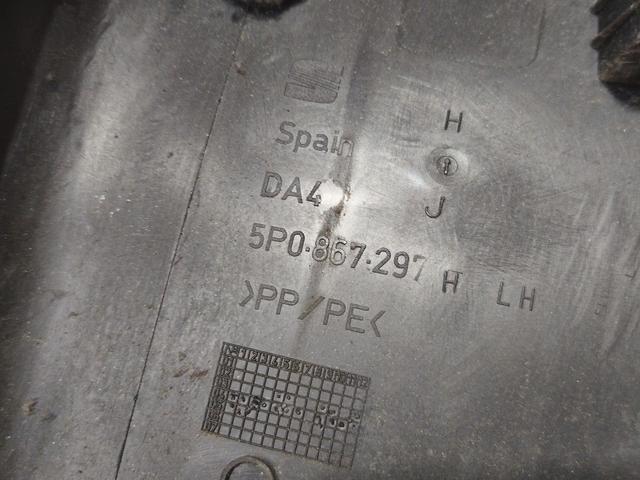 H
Spain
DA4
J
5P0.867.297 H LH
>PP/PE<